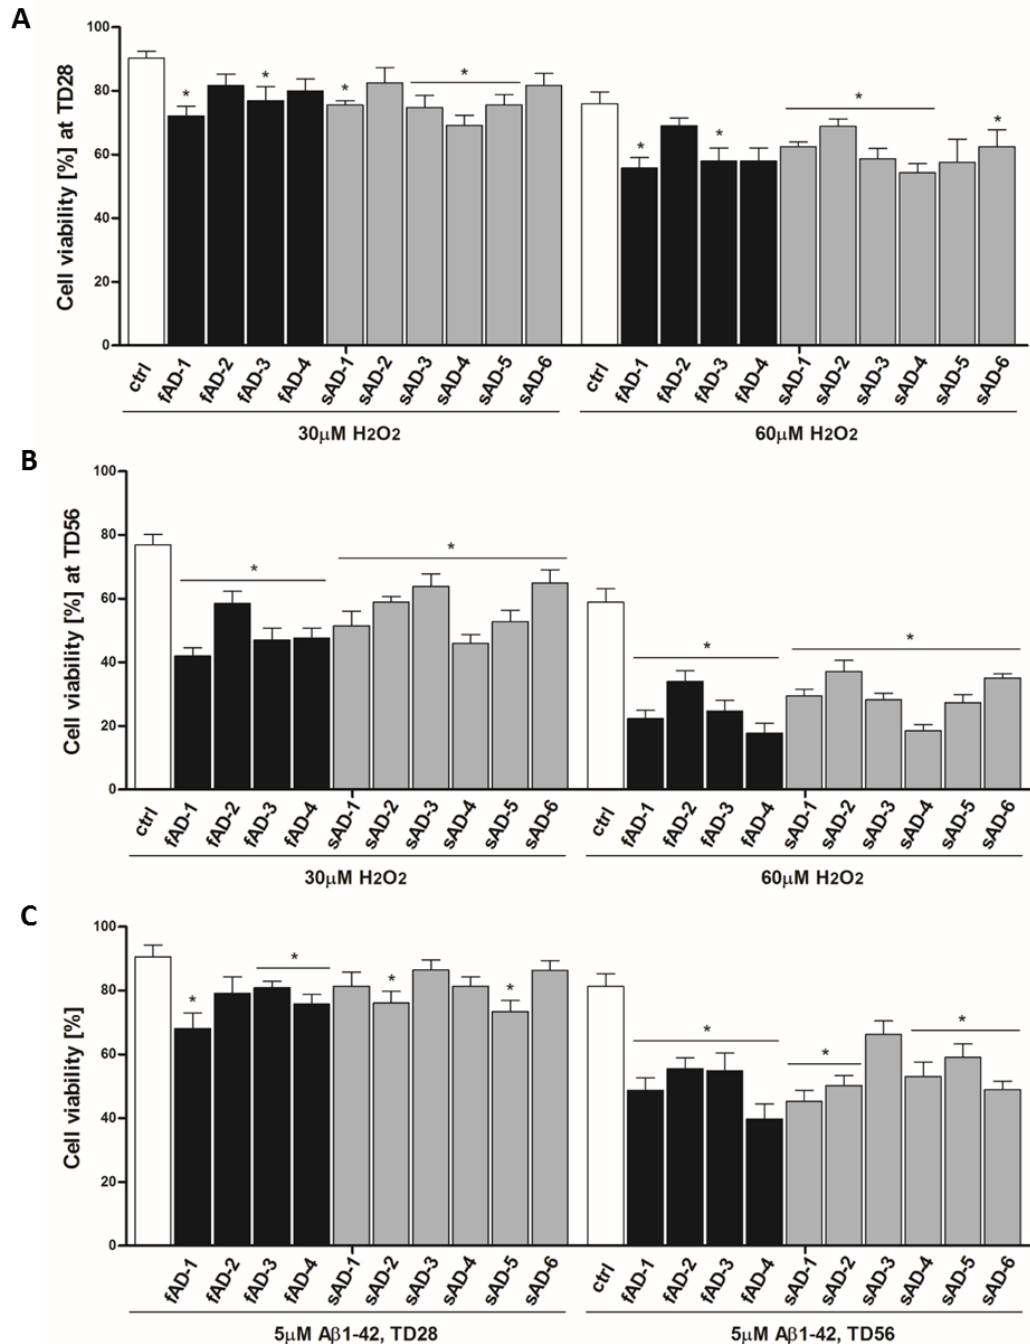 A
Cell viability [%] at TD28
100
80
60
40
20
0
* * * * * * * *
ctrl fAD-1 fAD-2 fAD-3 fAD-4 sAD-1 sAD-2 sAD-3 sAD-4 sAD-5 sAD-6 ctrl fAD-1 fAD-2 fAD-3 fAD-4 sAD-1 sAD-2 sAD-3 sAD-4 sAD-5 sAD-6
30μM H2O2 60μM H2O2
B
Cell viability [%] at TD56
100
80
60
40
20
0
* * * *
ctrl fAD-1 fAD-2 fAD-3 fAD-4 sAD-1 sAD-2 sAD-3 sAD-4 sAD-5 sAD-6 ctrl fAD-1 fAD-2 fAD-3 fAD-4 sAD-1 sAD-2 sAD-3 sAD-4 sAD-5 sAD-6
30μM H2O2 60μM H2O2
C
Cell viability [%]
100
80
60
40
20
0
* * * * * * *
fAD-1 fAD-2 fAD-3 fAD-4 sAD-1 sAD-2 sAD-3 sAD-4 sAD-5 sAD-6 ctrl fAD-1 fAD-2 fAD-3 fAD-4 sAD-1 sAD-2 sAD-3 sAD-4 sAD-5 sAD-6
5μM Aβ1-42, TD28 5μM Aβ1-42, TD56